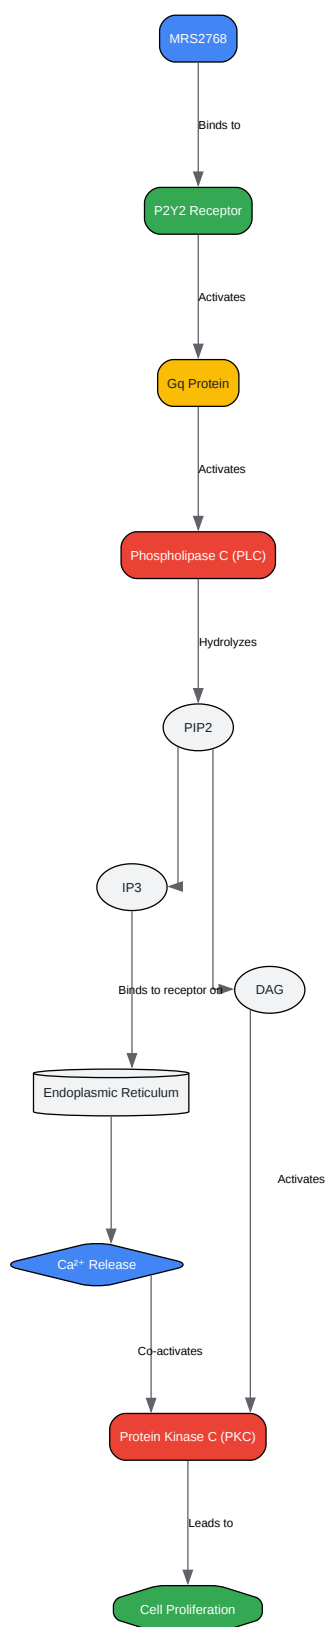 MRS2768
Binds to
P2Y2 Receptor
Activates
Gq Protein
Activates
Phospholipase C (PLC)
Hydrolyzes
PIP2
IP3
Binds to receptor on
DAG
Endoplasmic Reticulum
Activates
Ca²⁺ Release
Co-activates
Protein Kinase C (PKC)
Leads to
Cell Proliferation